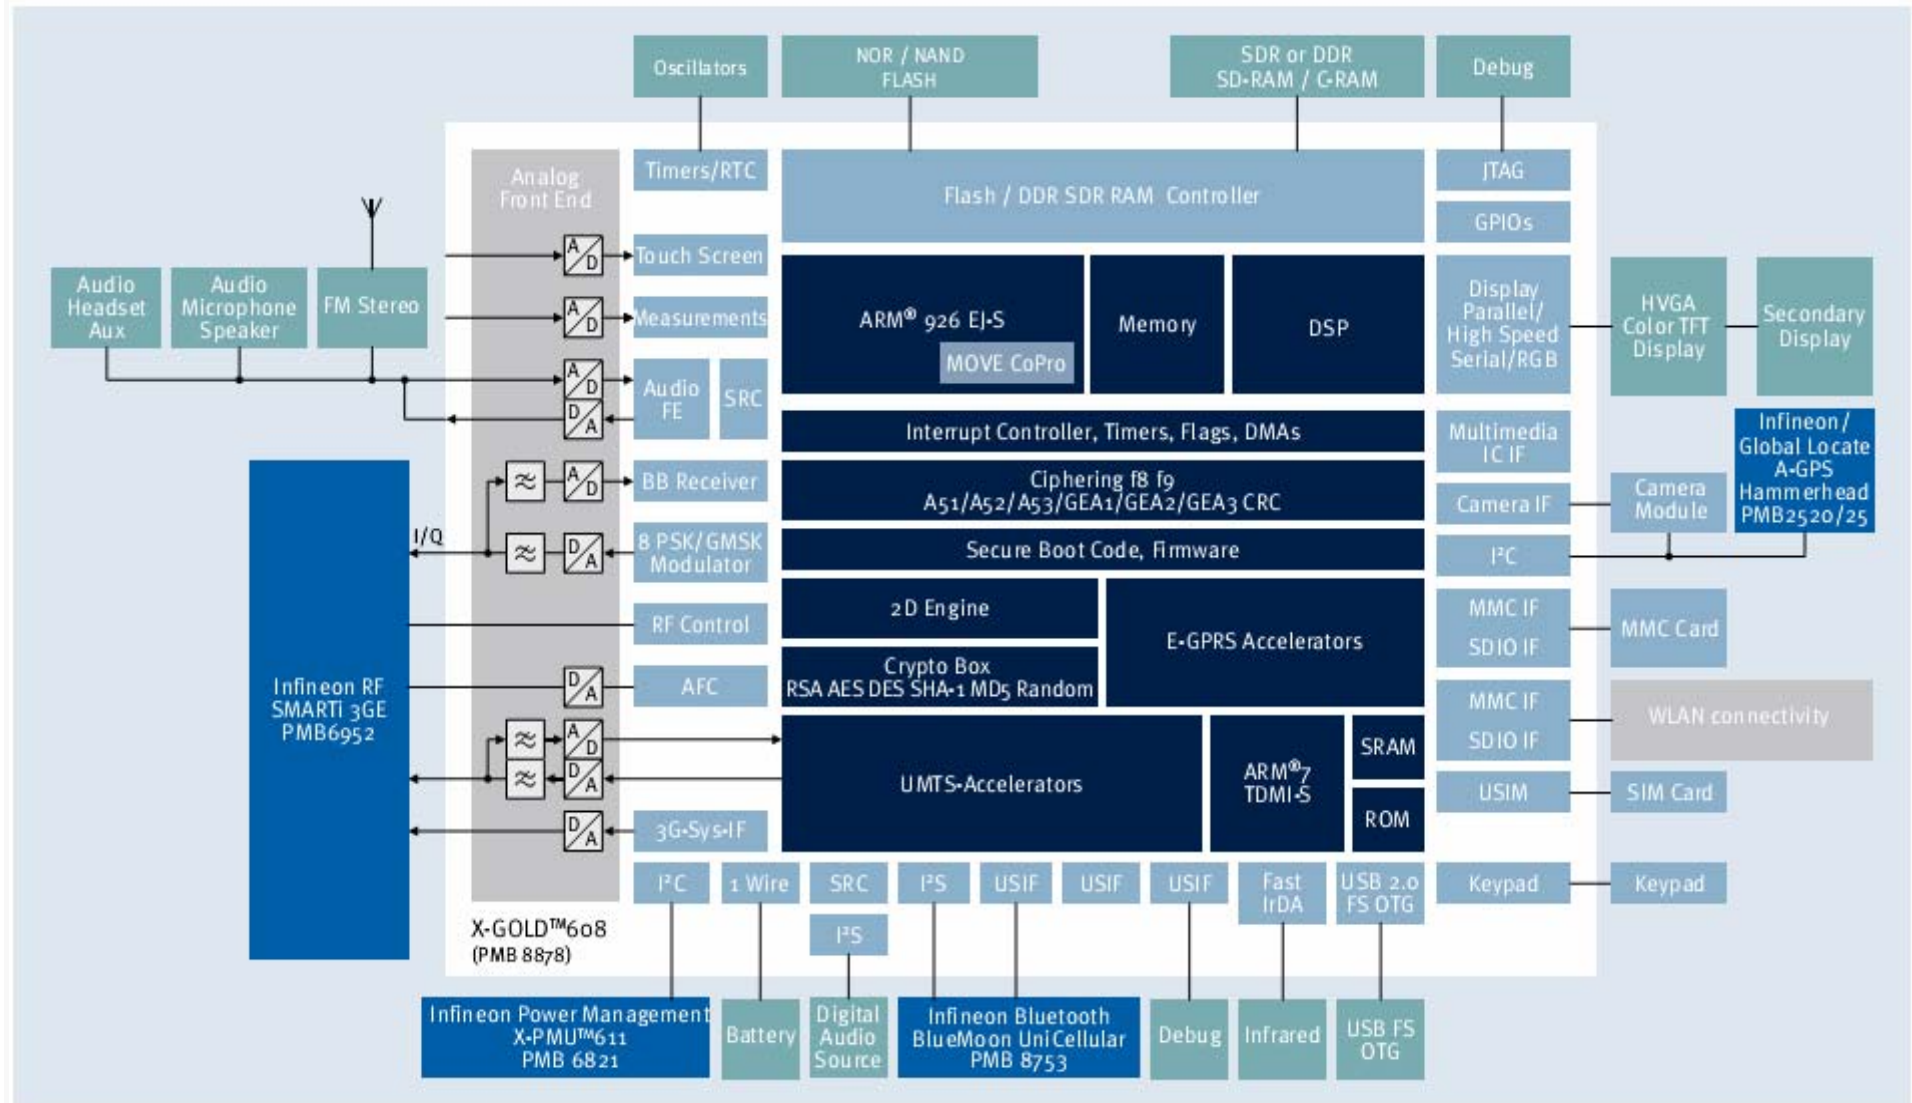 Oscillators
NOR / NAND
FLASH
SDR or DDR
SD-RAM / C-RAM
Debug
Analog
Front End
Timers/RTC
Flash / DDR SDR RAM Controller
JTAG
GPIOs
A
D
Touch Screen
Audio
Headset
Aux
Audio
Microphone
Speaker
FM Stereo
A
D
Measurements
ARM® 926 EJ-S
MOVE CoPro
Memory
DSP
Display
Parallel/
High Speed
Serial/RGB
HVGA
Color TFT
Display
Secondary
Display
A
D
D
A
Audio
FE
SRC
Interrupt Controller, Timers, Flags, DMAs
Multimedia
IC IF
Infineon/
Global Locate
A-GPS
Hammerhead
PMB2520/25
≈
A
D
BB Receiver
Ciphering f8 f9
A51/A52/A53/GEA1/GEA2/GEA3 CRC
Camera IF
Camera
Module
I/Q
≈
D
A
8 PSK/GMSK
Modulator
Secure Boot Code, Firmware
I²C
RF Control
2D Engine
E-GPRS Accelerators
MMC IF
SDIO IF
MMC Card
Infineon RF
SMARTi 3GE
PMB6952
D
A
AFC
Crypto Box
RSA AES DES SHA-1 MD5 Random
MMC IF
SDIO IF
WLAN connectivity
≈
A
D
≈
D
A
UMTS-Accelerators
ARM®7
TDMI-S
SRAM
ROM
USIM
SIM Card
D
A
3G-Sys-IF
I²C
1 Wire
SRC
I²S
USIF
USIF
USIF
Fast
IrDA
USB 2.0
FS OTG
Keypad
Keypad
X-GOLD™608
(PMB 8878)
I²S
Infineon Power Management
X-PMU™611
PMB 6821
Battery
Digital
Audio
Source
Infineon Bluetooth
BlueMoon UniCellular
PMB 8753
Debug
Infrared
USB FS
OTG